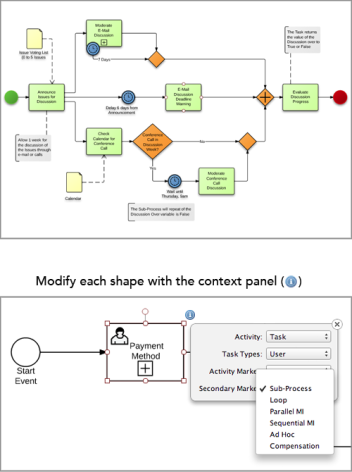 Moderate
E-Mail
Discussion
Issue Voting List
7 Days
The Task returns
the value of the
Discussion over to
True or False
Announce
Issues for
Discussion
Delay 6 days from
Announcement
E-Mail
Discussion
Deadline
Warning
Evaluate
Discussion
Progress
Allow 1 week for
the discussion of
the issues through
e-mail or calls
Check
Calendar for
Conference
Call
Conference
Call in
Discussion
Week?
No
Yes
Calendar
Wait until
Thursday, 9am
Moderate
Conference Call
Discussion
The Sub-Process will repeat of the
Discussion Over variable is False
Modify each shape with the context panel ( i )
Start
Event
Payment
Method
Activity: Task
Task Types: User
Activity Marke
Secondary Marke ✓ Sub-Process
Loop
Parallel MI
Sequential MI
Ad Hoc
Compensation